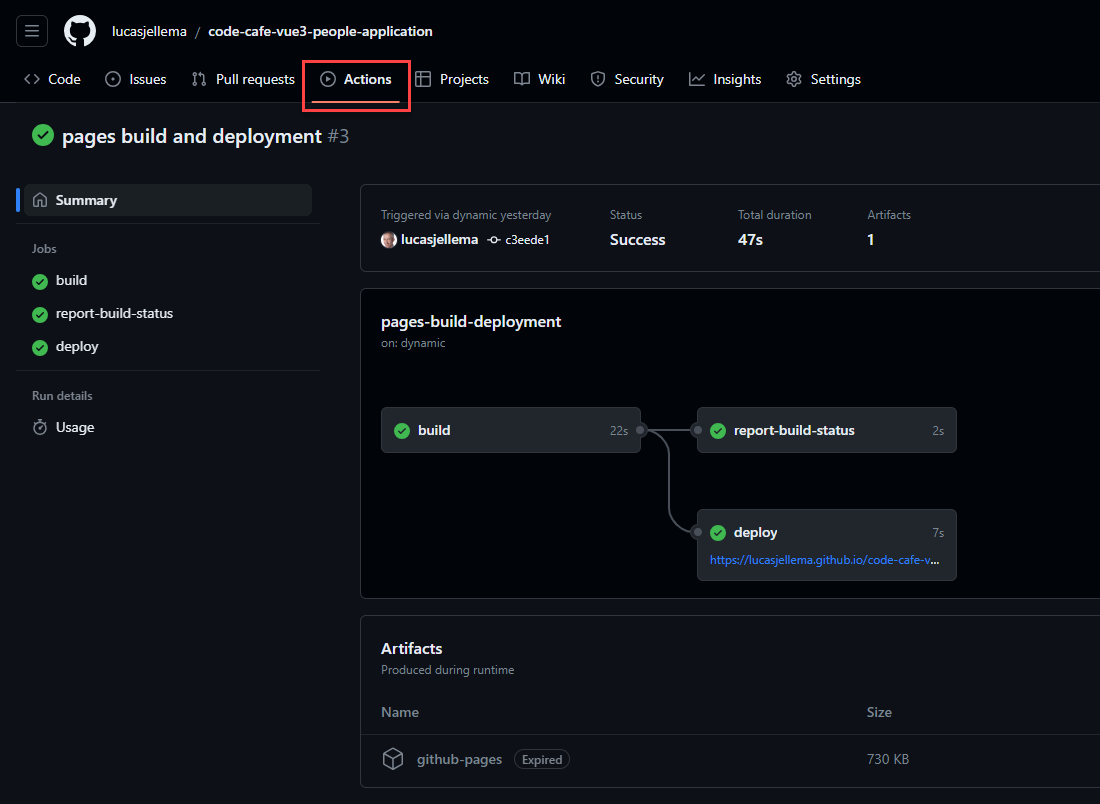 lucasjellema / code-cafe-vue3-people-application
Code Issues Pull requests Actions Projects Wiki Security Insights Settings
pages build and deployment #3
Summary
Jobs
build
report-build-status
deploy
Run details
Usage
Triggered via dynamic yesterday
lucasjellema c3eede1
Status
Success
Total duration
47s
Artifacts
1
pages-build-deployment
on: dynamic
build 22s
report-build-status 2s
deploy 7s
https://lucasjellema.github.io/code-cafe-v...
Artifacts
Produced during runtime
Name Size
github-pages Expired 730 KB